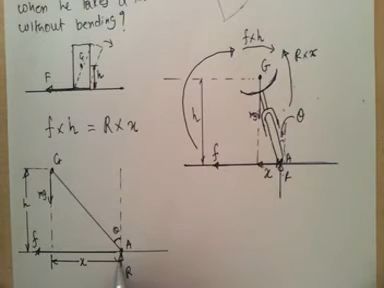 when he takes a
without bending?
f×h
G
R×x
G
F
h
h
mg
θ
f×h = R×x
f
x
A
R
G
mg
h
f
θ
A
x
R